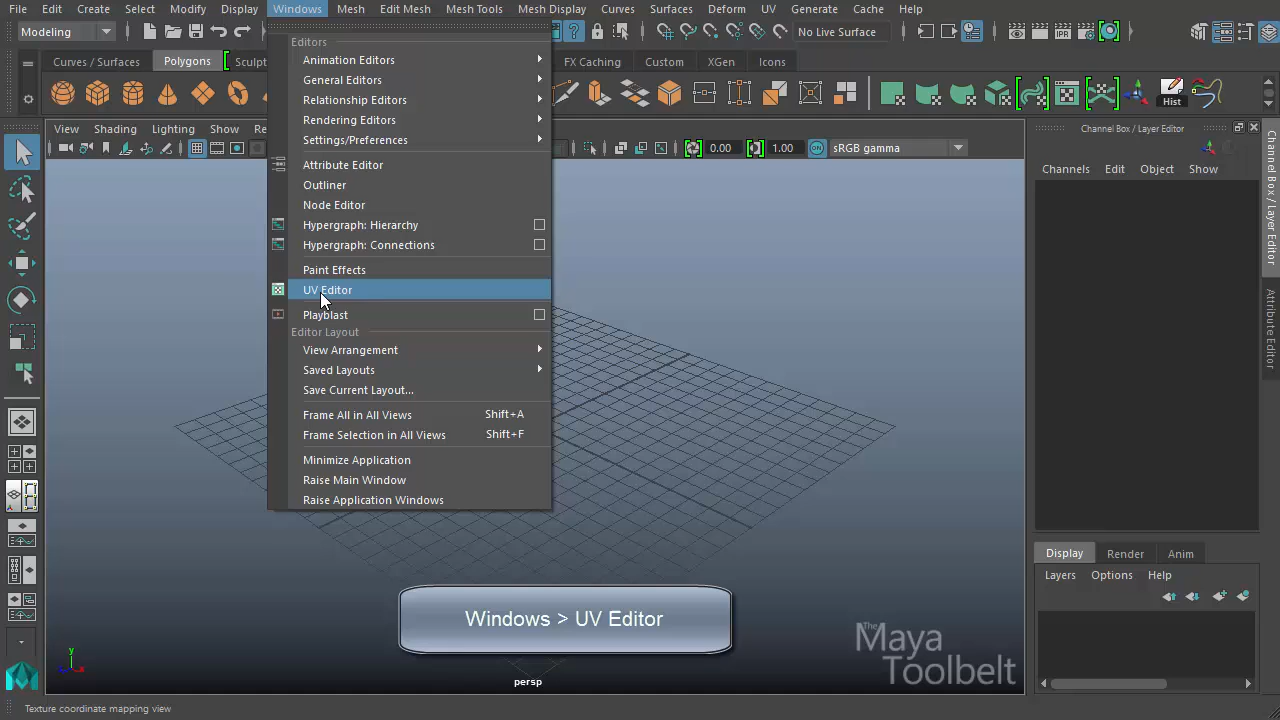 File Edit Create Select Modify Display Windows Mesh Edit Mesh Mesh Tools Mesh Display Curves Surfaces Deform UV Generate Cache Help
Modeling
No Live Surface
IPR
Curves / Surfaces Polygons Sculpt FX Caching Custom XGen Icons
Hist
View Shading Lighting Show Re
0.00 1.00 ON sRGB gamma
Editors
Animation Editors
General Editors
Relationship Editors
Rendering Editors
Settings/Preferences
Attribute Editor
Outliner
Node Editor
Hypergraph: Hierarchy
Hypergraph: Connections
Paint Effects
UV Editor
Playblast
Editor Layout
View Arrangement
Saved Layouts
Save Current Layout...
Frame All in All Views Shift+A
Frame Selection in All Views Shift+F
Minimize Application
Raise Main Window
Raise Application Windows
Channel Box / Layer Editor
Channels Edit Object Show
Channel Box / Layer Editor
Attribute Editor
Display Render Anim
Layers Options Help
Windows > UV Editor
The
Maya
Toolbelt
y
persp
Texture coordinate mapping view